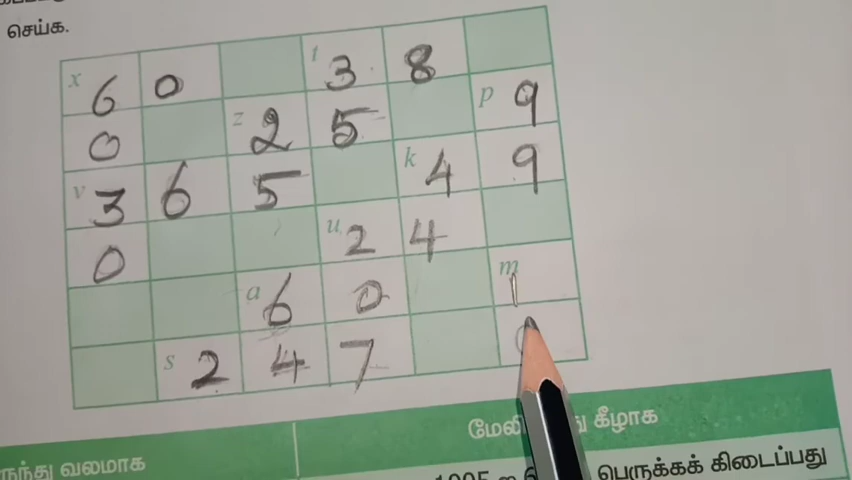 செய்க.
x 6 0 t 3 8
0 z 2 5 p 9
v 3 6 5 k 4 9
0 u 2 4
a 6 0 m 1
s 2 4 7
கீழாக
வலமாக
பெருக்கக் கிடைப்பது